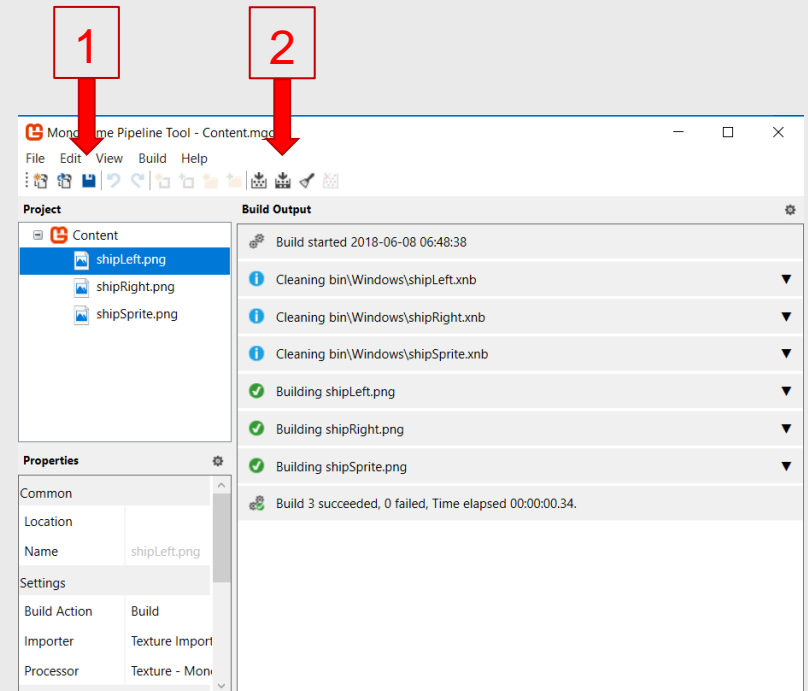 1
2
MonoGame Pipeline Tool - Content.mgc
File Edit View Build Help
Project
Build Output
Content
shipLeft.png
shipRight.png
shipSprite.png
Build started 2018-06-08 06:48:38
Cleaning bin\Windows\shipLeft.xnb
Cleaning bin\Windows\shipRight.xnb
Cleaning bin\Windows\shipSprite.xnb
Building shipLeft.png
Building shipRight.png
Building shipSprite.png
Build 3 succeeded, 0 failed, Time elapsed 00:00:00.34.
Properties
Common
Location
Name shipLeft.png
Settings
Build Action Build
Importer Texture Import
Processor Texture - Mon